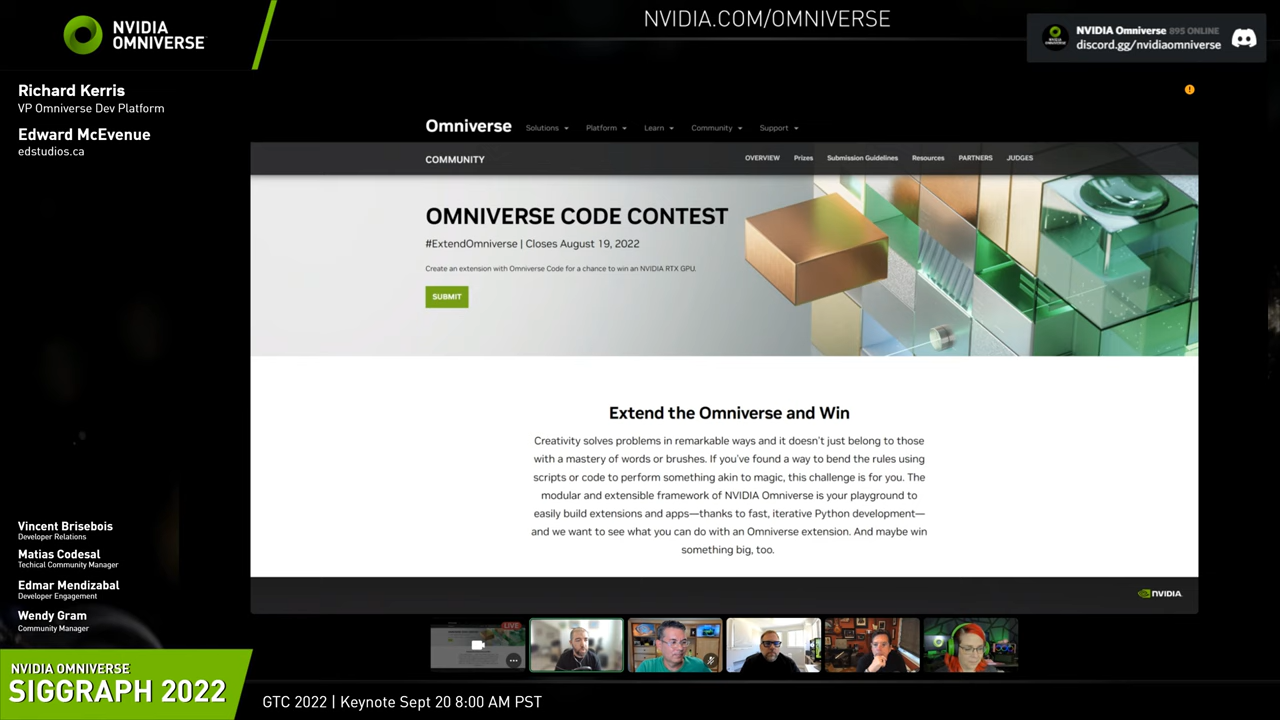 NVIDIA
OMNIVERSE
NVIDIA.COM/OMNIVERSE
NVIDIA Omniverse 895 ONLINE
discord.gg/nvidiaomniverse
Richard Kerris
VP Omniverse Dev Platform
Edward McEvenue
edstudios.ca
Omniverse
Solutions
Platform
Learn
Community
Support
COMMUNITY
OVERVIEW
Prizes
Submission Guidelines
Resources
PARTNERS
JUDGES
OMNIVERSE CODE CONTEST
#ExtendOmniverse | Closes August 19, 2022
Create an extension with Omniverse Code for a chance to win an NVIDIA RTX GPU.
SUBMIT
Extend the Omniverse and Win
Creativity solves problems in remarkable ways and it doesn't just belong to those
with a mastery of words or brushes. If you've found a way to bend the rules using
scripts or code to perform something akin to magic, this challenge is for you. The
modular and extensible framework of NVIDIA Omniverse is your playground to
easily build extensions and apps—thanks to fast, iterative Python development—
and we want to see what you can do with an Omniverse extension. And maybe win
something big, too.
NVIDIA.
Vincent Brisebois
Developer Relations
Matias Codesal
Techical Community Manager
Edmar Mendizabal
Developer Engagement
Wendy Gram
Community Manager
LIVE
NVIDIA OMNIVERSE
SIGGRAPH 2022
GTC 2022 | Keynote Sept 20 8:00 AM PST